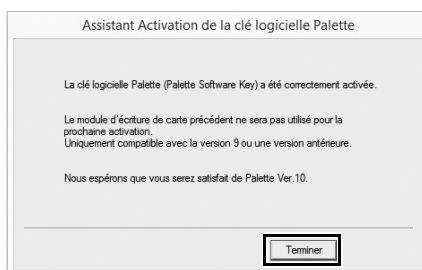 Assistant Activation de la clé logicielle Palette
La clé logicielle Palette (Palette Software Key) a été correctement activée.
Le module d'écriture de carte précédent ne sera pas utilisé pour la
prochaine activation.
Uniquement compatible avec la version 9 ou une version antérieure.
Nous espérons que vous serez satisfait de Palette Ver.10.
Terminer